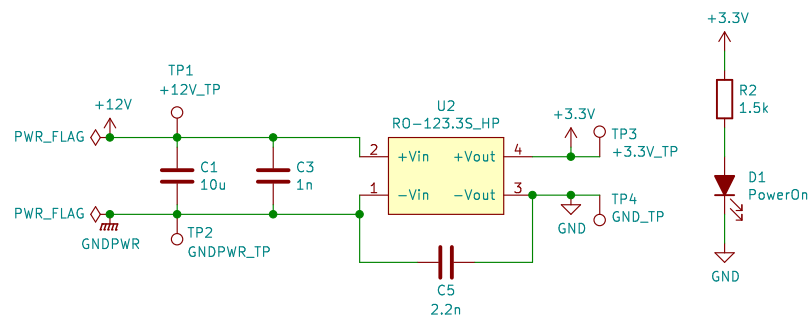 +3.3V
TP1
+12V_TP
+12V
U2
RO-123.3S_HP
R2
1.5k
PWR_FLAG
+3.3V
TP3
+3.3V_TP
2
+Vin
+Vout
4
C1
10u
C3
1n
1
-Vin
-Vout
3
D1
PowerOn
PWR_FLAG
GNDPWR
TP2
GNDPWR_TP
GND
TP4
GND_TP
C5
2.2n
GND